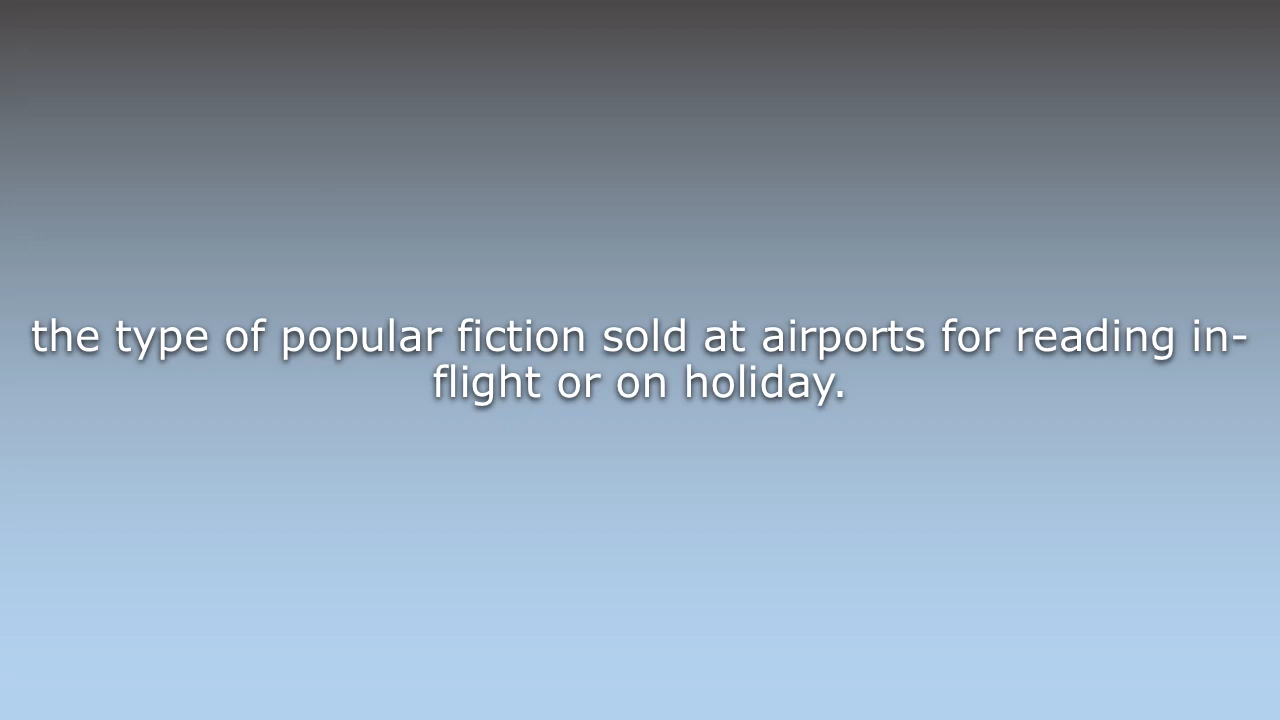 the type of popular fiction sold at airports for reading in-
flight or on holiday.